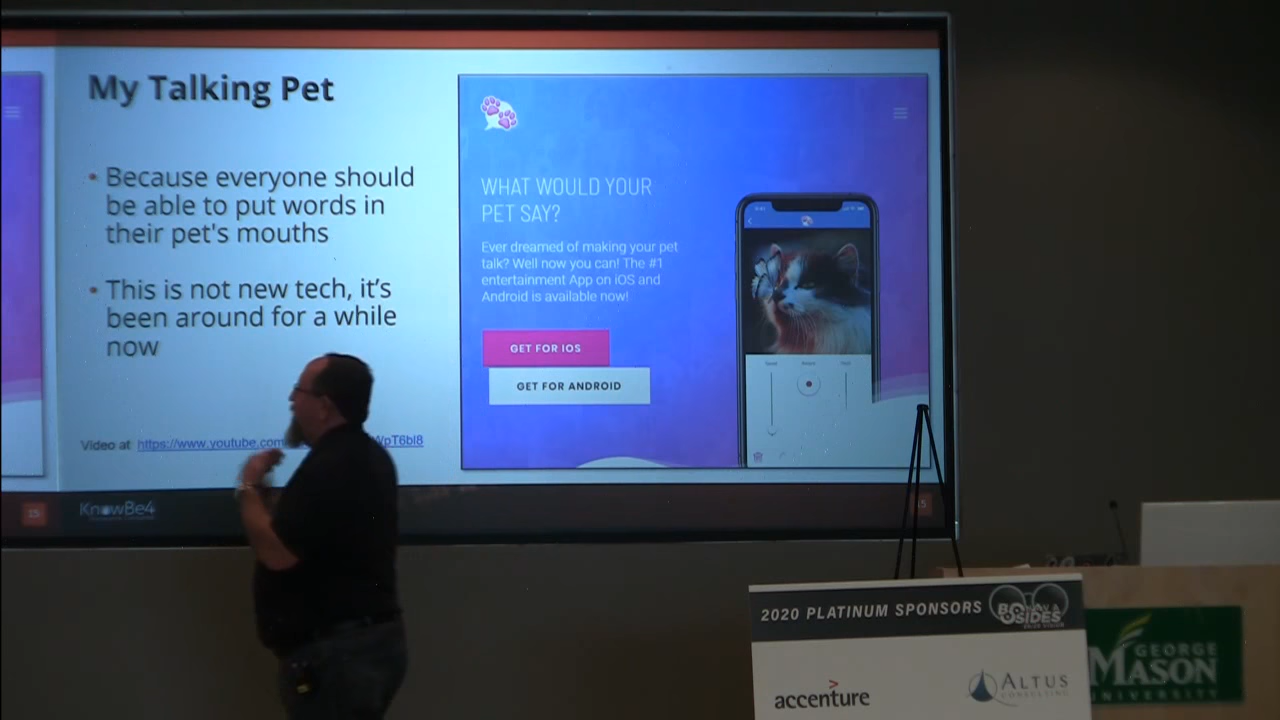 My Talking Pet
• Because everyone should
be able to put words in
their pet's mouths
• This is not new tech, it's
been around for a while
now
Video at https://www.youtube.com
WpT6bl8
WHAT WOULD YOUR
PET SAY?
Ever dreamed of making your pet
talk? Well now you can! The #1
entertainment App on iOS and
Android is available now!
GET FOR IOS
GET FOR ANDROID
15
KnowBe4
2020 PLATINUM SPONSORS
SIDES
accenture
ALTUS
CONSULTING
GEORGE
MASON
UNIVERSITY